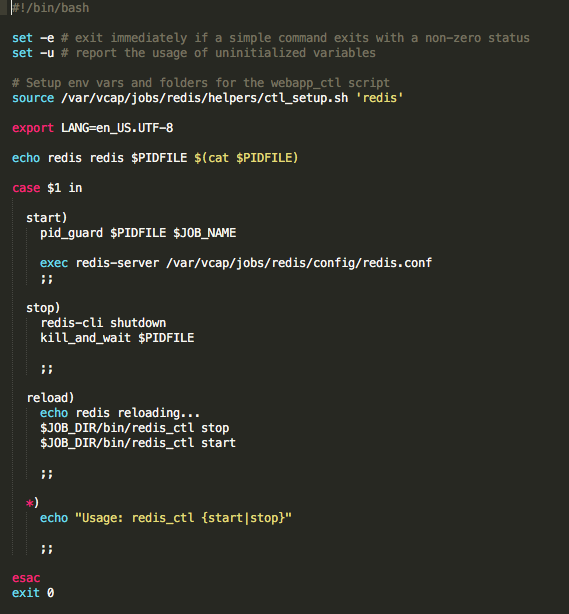 #!/bin/bash
set -e # exit immediately if a simple command exits with a non-zero status
set -u # report the usage of uninitialized variables
# Setup env vars and folders for the webapp_ctl script
source /var/vcap/jobs/redis/helpers/ctl_setup.sh 'redis'
export LANG=en_US.UTF-8
echo redis redis $PIDFILE $(cat $PIDFILE)
case $1 in
start)
pid_guard $PIDFILE $JOB_NAME
exec redis-server /var/vcap/jobs/redis/config/redis.conf
;;
stop)
redis-cli shutdown
kill_and_wait $PIDFILE
;;
reload)
echo redis reloading...
$JOB_DIR/bin/redis_ctl stop
$JOB_DIR/bin/redis_ctl start
;;
*)
echo "Usage: redis_ctl {start|stop}"
;;
esac
exit 0